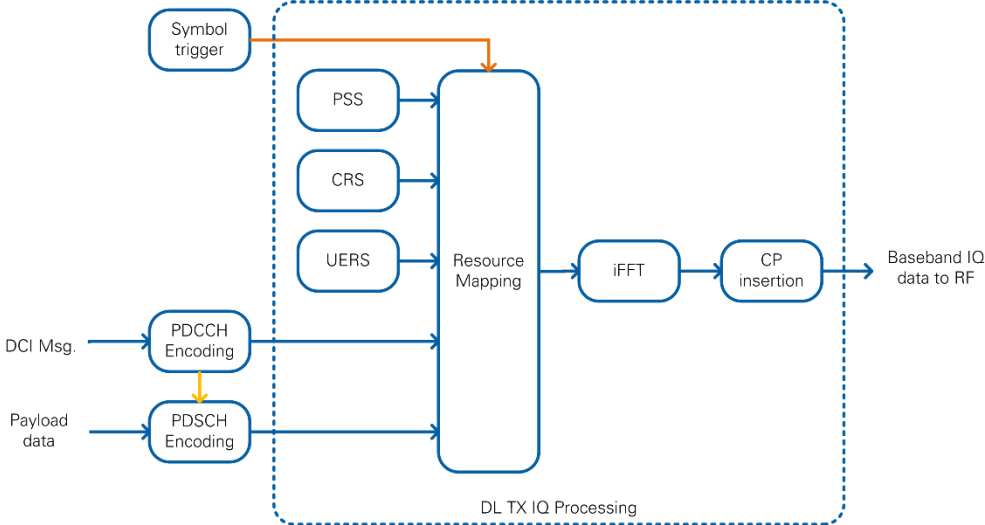 Symbol
trigger
PSS
CRS
UERS
Resource
Mapping
iFFT
CP
insertion
Baseband IQ
data to RF
DCI Msg.
PDCCH
Encoding
Payload
data
PDSCH
Encoding
DL TX IQ Processing